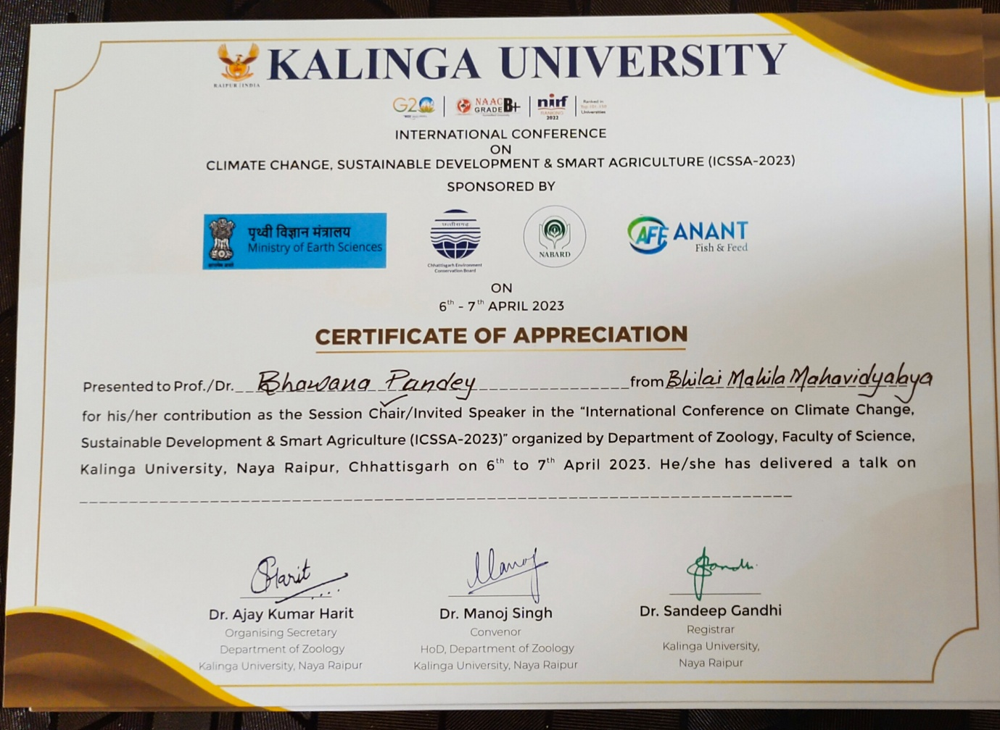 KALINGA UNIVERSITY
RAIPUR INDIA
G20
NAAC GRADE B+
nirf RANKING 2022
Ranked in
Universities
INTERNATIONAL CONFERENCE
ON
CLIMATE CHANGE, SUSTAINABLE DEVELOPMENT & SMART AGRICULTURE (ICSSA-2023)
SPONSORED BY
पृथ्वी विज्ञान मंत्रालय
Ministry of Earth Sciences
छत्तीसगढ़
Chhattisgarh Environment
Conservation Board
NABARD
AFF ANANT
Fish & Feed
ON
6th - 7th APRIL 2023
CERTIFICATE OF APPRECIATION
Presented to Prof./Dr. Bhawana Pandey from Bhilai Mahila Mahavidyalaya
for his/her contribution as the Session Chair/Invited Speaker in the “International Conference on Climate Change,
Sustainable Development & Smart Agriculture (ICSSA-2023)” organized by Department of Zoology, Faculty of Science,
Kalinga University, Naya Raipur, Chhattisgarh on 6th to 7th April 2023. He/she has delivered a talk on
Harit
Manoj
Gandhi
Dr. Ajay Kumar Harit
Organising Secretary
Department of Zoology
Kalinga University, Naya Raipur
Dr. Manoj Singh
Convenor
HoD, Department of Zoology
Kalinga University, Naya Raipur
Dr. Sandeep Gandhi
Registrar
Kalinga University,
Naya Raipur